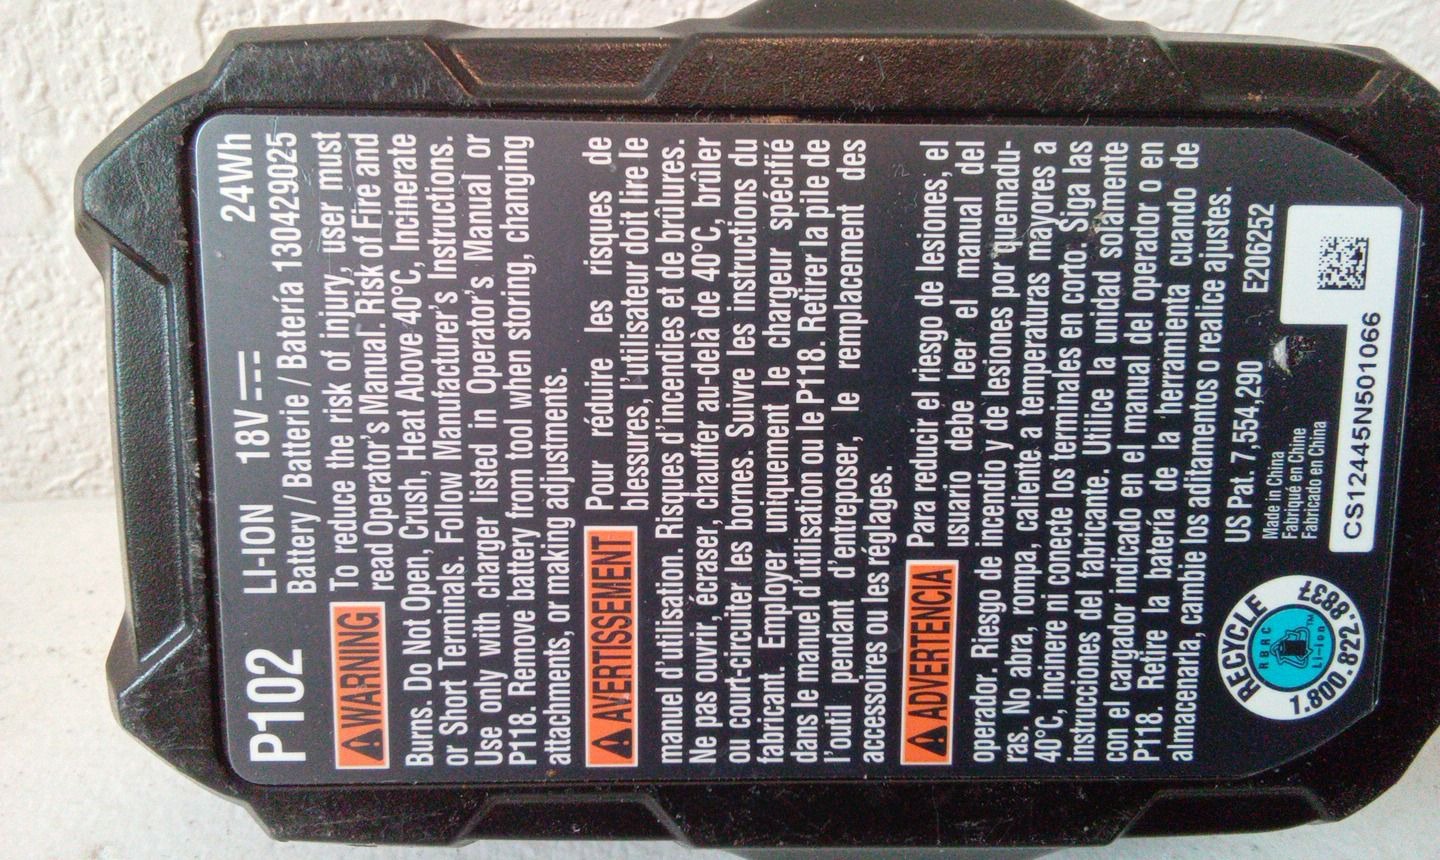 P102 LI-ION 18V 24Wh
Battery / Batterie / Batería 130429025
WARNING To reduce the risk of injury, user must
read Operator's Manual. Risk of Fire and
Burns. Do Not Open, Crush, Heat Above 40°C, Incinerate
or Short Terminals. Follow Manufacturer's Instructions.
Use only with charger listed in Operator's Manual or
P118. Remove battery from tool when storing, changing
attachments, or making adjustments.
AVERTISSEMENT Pour réduire les risques de
blessures, l'utilisateur doit lire le
manuel d'utilisation. Risques d'incendies et de brûlures.
Ne pas ouvrir, écraser, chauffer au-delà de 40°C, brûler
ou court-circuiter les bornes. Suivre les instructions du
fabricant. Employer uniquement le chargeur spécifié
dans le manuel d'utilisation ou le P118. Retirer la pile de
l'outil pendant d'entreposer, le remplacement des
accessoires ou les réglages.
ADVERTENCIA Para reducir el riesgo de lesiones, el
usuario debe leer el manual del
operador. Riesgo de incendio y de lesiones por quemadu-
ras. No abra, rompa, caliente a temperaturas mayores a
40°C, incinere ni conecte los terminales en corto. Siga las
instrucciones del fabricante. Utilice la unidad solamente
con el cargador indicado en el manual del operador o en
P118. Retire la batería de la herramienta cuando de
almacenarla, cambie los aditamentos o realice ajustes.
US Pat. 7,554,290 E206252
Made in China
Fabriqué en Chine
Fabricado en China
CS12445N501066
RECYCLE
RBRC
Li-ion
TM
1.800.822.8837